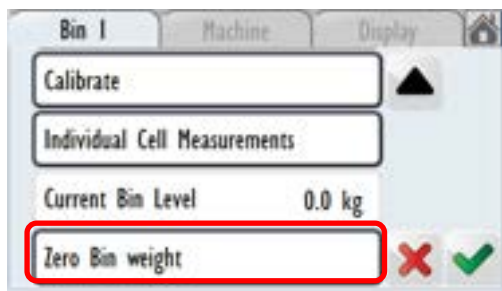 Bin 1 Machine Display
Calibrate
Individual Cell Measurements
Current Bin Level 0.0 kg
Zero Bin weight